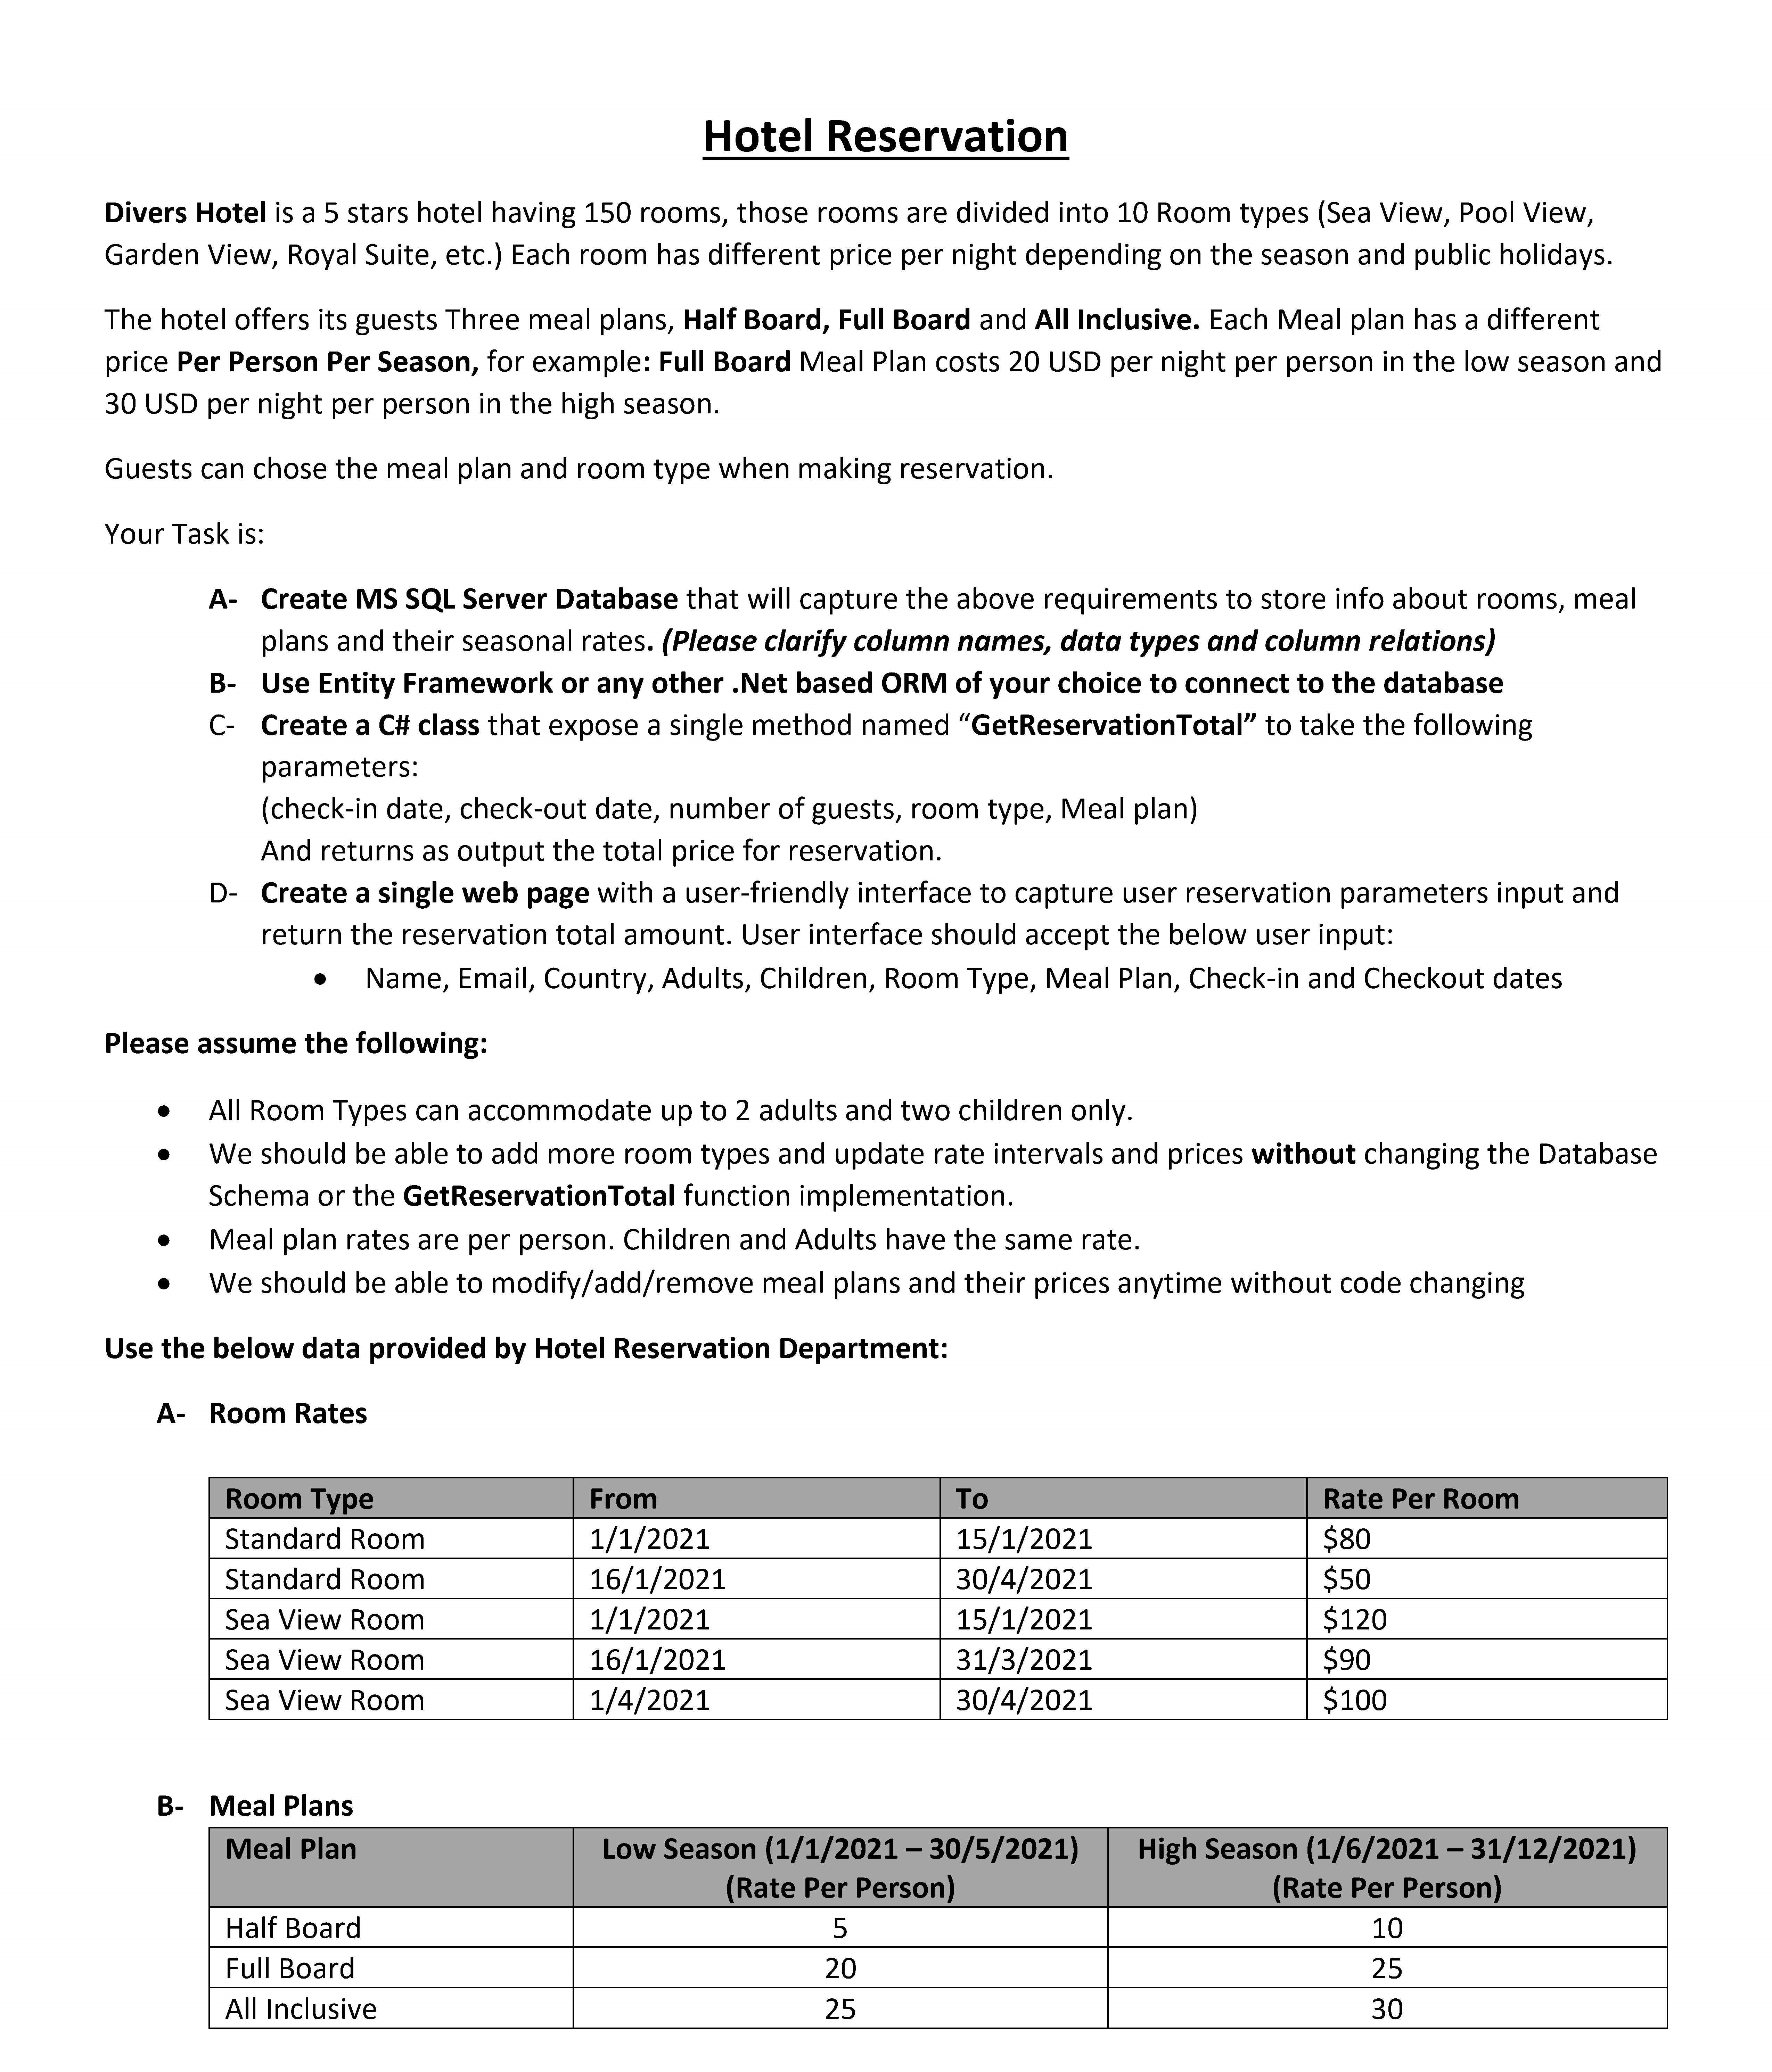 Hotel Reservation
Divers Hotel is a 5 stars hotel having 150 rooms, those rooms are divided into 10 Room types (Sea View, Pool View,
Garden View, Royal Suite, etc.) Each room has different price per night depending on the season and public holidays.
The hotel offers its guests Three meal plans, Half Board, Full Board and All Inclusive. Each Meal plan has a different
price Per Person Per Season, for example: Full Board Meal Plan costs 20 USD per night per person in the low season and
30 USD per night per person in the high season.
Guests can chose the meal plan and room type when making reservation.
Your Task is:
A- Create MS SQL Server Database that will capture the above requirements to store info about rooms, meal
plans and their seasonal rates. (Please clarify column names, data types and column relations)
B- Use Entity Framework or any other .Net based ORM of your choice to connect to the database
C- Create a C# class that expose a single method named “GetReservationTotal” to take the following
parameters:
(check-in date, check-out date, number of guests, room type, Meal plan)
And returns as output the total price for reservation.
D- Create a single web page with a user-friendly interface to capture user reservation parameters input and
return the reservation total amount. User interface should accept the below user input:
• Name, Email, Country, Adults, Children, Room Type, Meal Plan, Check-in and Checkout dates
Please assume the following:
• All Room Types can accommodate up to 2 adults and two children only.
• We should be able to add more room types and update rate intervals and prices without changing the Database
Schema or the GetReservationTotal function implementation.
• Meal plan rates are per person. Children and Adults have the same rate.
• We should be able to modify/add/remove meal plans and their prices anytime without code changing
Use the below data provided by Hotel Reservation Department:
A- Room Rates
Room Type From To Rate Per Room
Standard Room 1/1/2021 15/1/2021 $80
Standard Room 16/1/2021 30/4/2021 $50
Sea View Room 1/1/2021 15/1/2021 $120
Sea View Room 16/1/2021 31/3/2021 $90
Sea View Room 1/4/2021 30/4/2021 $100
B- Meal Plans
Meal Plan Low Season (1/1/2021 – 30/5/2021) High Season (1/6/2021 – 31/12/2021)
(Rate Per Person) (Rate Per Person)
Half Board 5 10
Full Board 20 25
All Inclusive 25 30